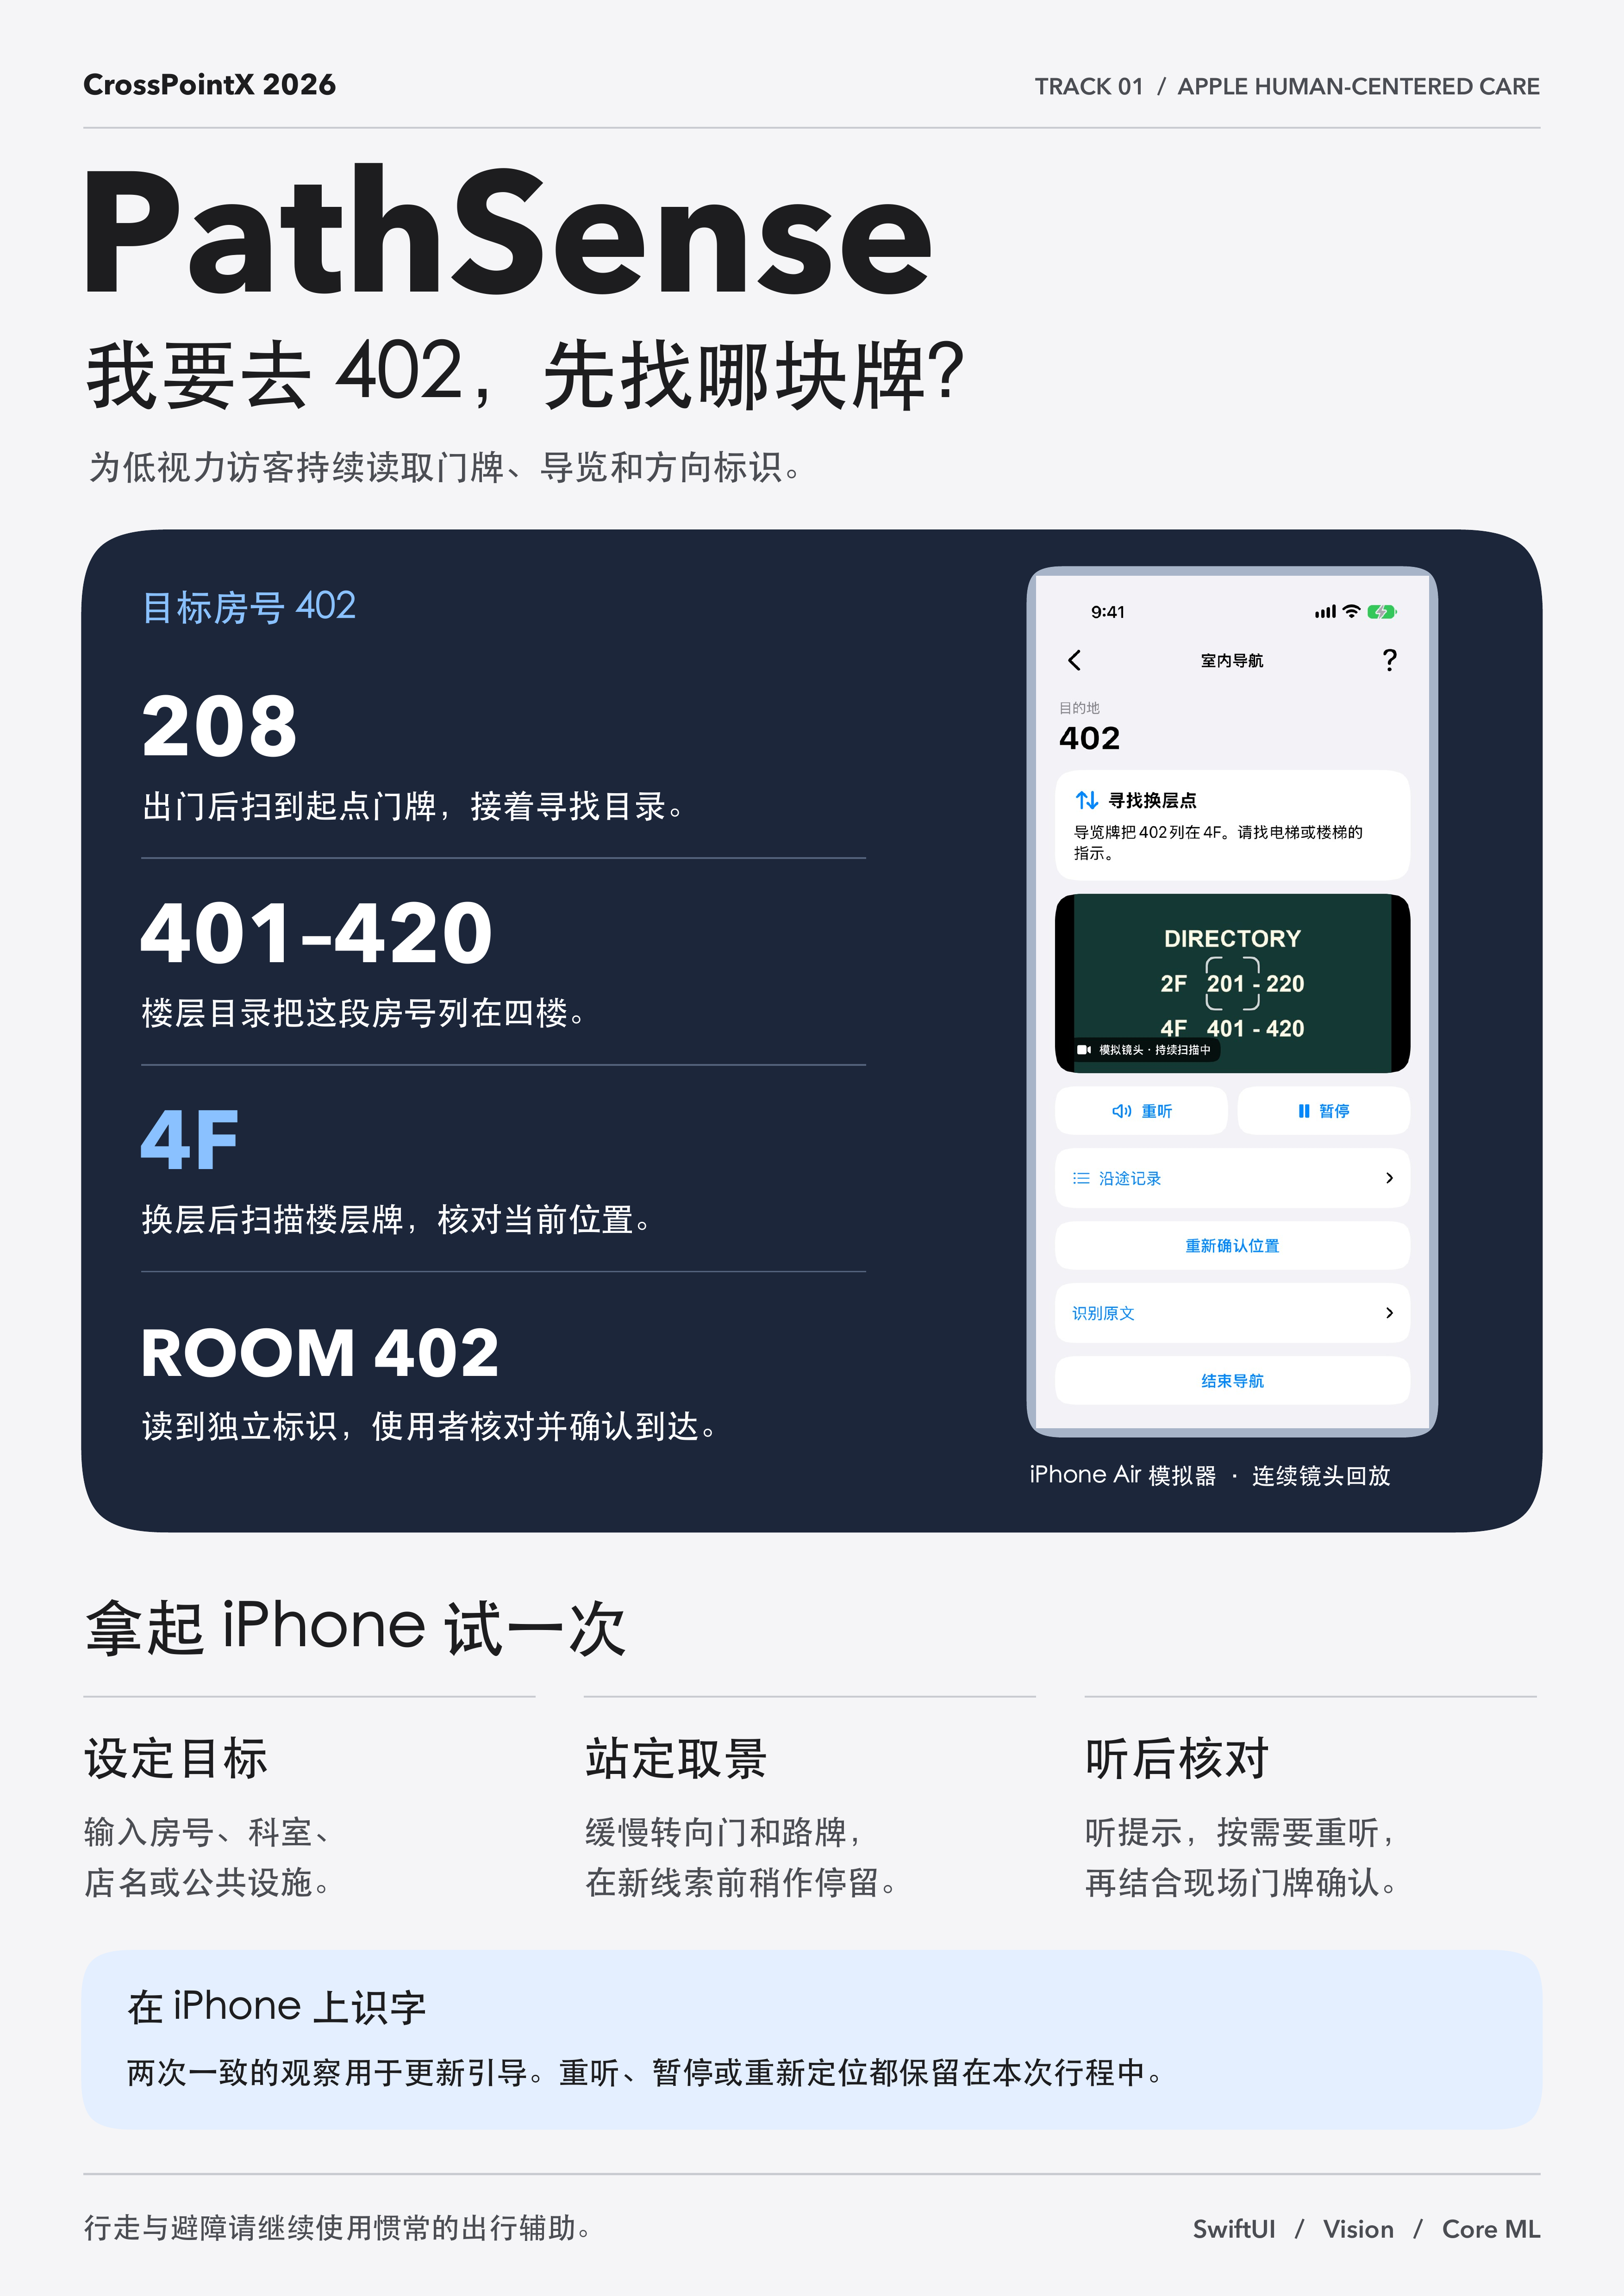 CrossPointX 2026
TRACK 01 / APPLE HUMAN-CENTERED CARE
PathSense
我要去 402，先找哪块牌？
为低视力访客持续读取门牌、导览和方向标识。
目标房号 402
208
出门后扫到起点门牌，接着寻找目录。
401–420
楼层目录把这段房号列在四楼。
4F
换层后扫描楼层牌，核对当前位置。
ROOM 402
读到独立标识，使用者核对并确认到达。
9:41
室内导航
?
目的地
402
寻找换层点
导览牌把 402 列在 4F。请找电梯或楼梯的
指示。
DIRECTORY
2F 201 - 220
4F 401 - 420
模拟镜头 · 持续扫描中
重听
暂停
沿途记录
重新确认位置
识别原文
结束导航
iPhone Air 模拟器 · 连续镜头回放
拿起 iPhone 试一次
设定目标
输入房号、科室、
店名或公共设施。
站定取景
缓慢转向门和路牌，
在新线索前稍作停留。
听后核对
听提示，按需要重听，
再结合现场门牌确认。
在 iPhone 上识字
两次一致的观察用于更新引导。重听、暂停或重新定位都保留在本次行程中。
行走与避障请继续使用惯常的出行辅助。
SwiftUI / Vision / Core ML